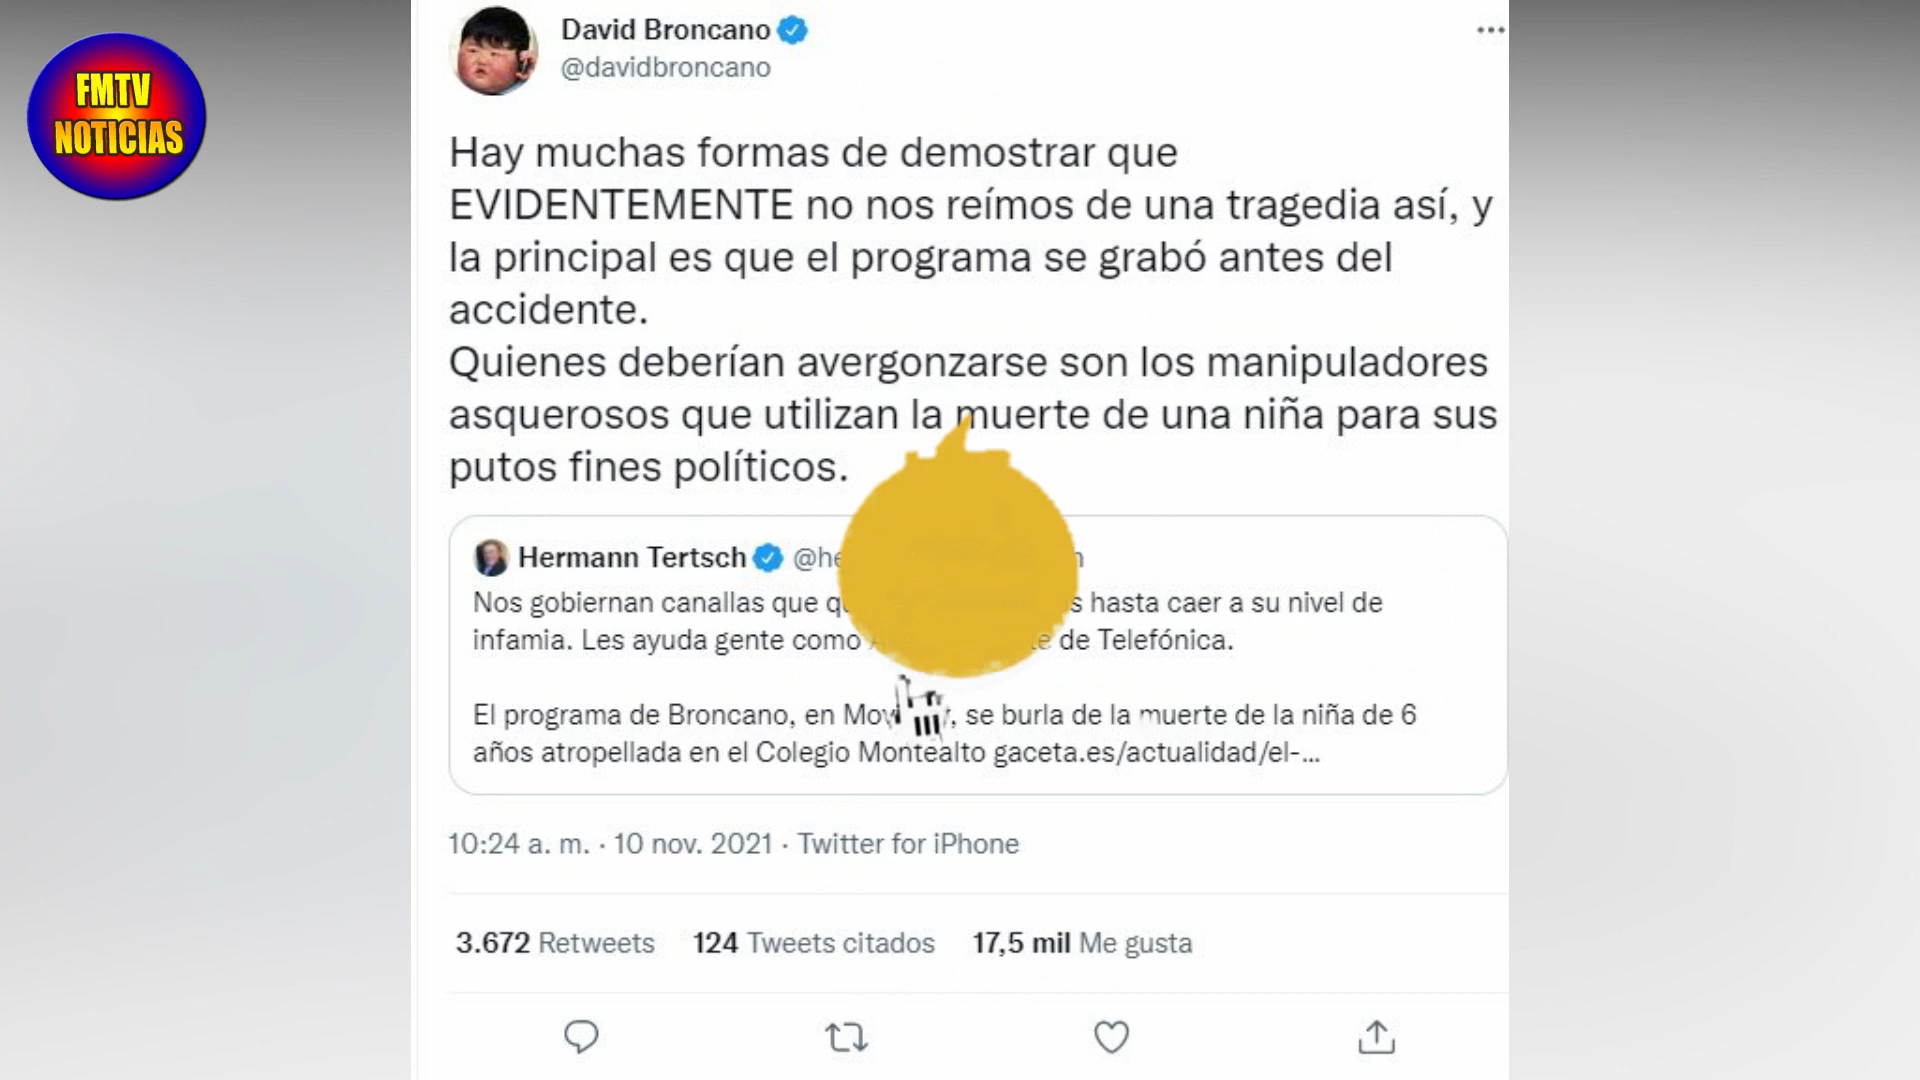 FMTV
NOTICIAS
David Broncano
@davidbroncano
Hay muchas formas de demostrar que
EVIDENTEMENTE no nos reímos de una tragedia así, y
la principal es que el programa se grabó antes del
accidente.
Quienes deberían avergonzarse son los manipuladores
asquerosos que utilizan la muerte de una niña para sus
putos fines políticos.
Hermann Tertsch
Nos gobiernan canallas que hasta caer a su nivel de
infamia. Les ayuda gente como de Telefónica.
El programa de Broncano, en se burla de la muerte de la niña de 6
años atropellada en el Colegio Montealto gaceta.es/actualidad/el-...
10:24 a. m. · 10 nov. 2021 · Twitter for iPhone
3.672 Retweets 124 Tweets citados 17,5 mil Me gusta